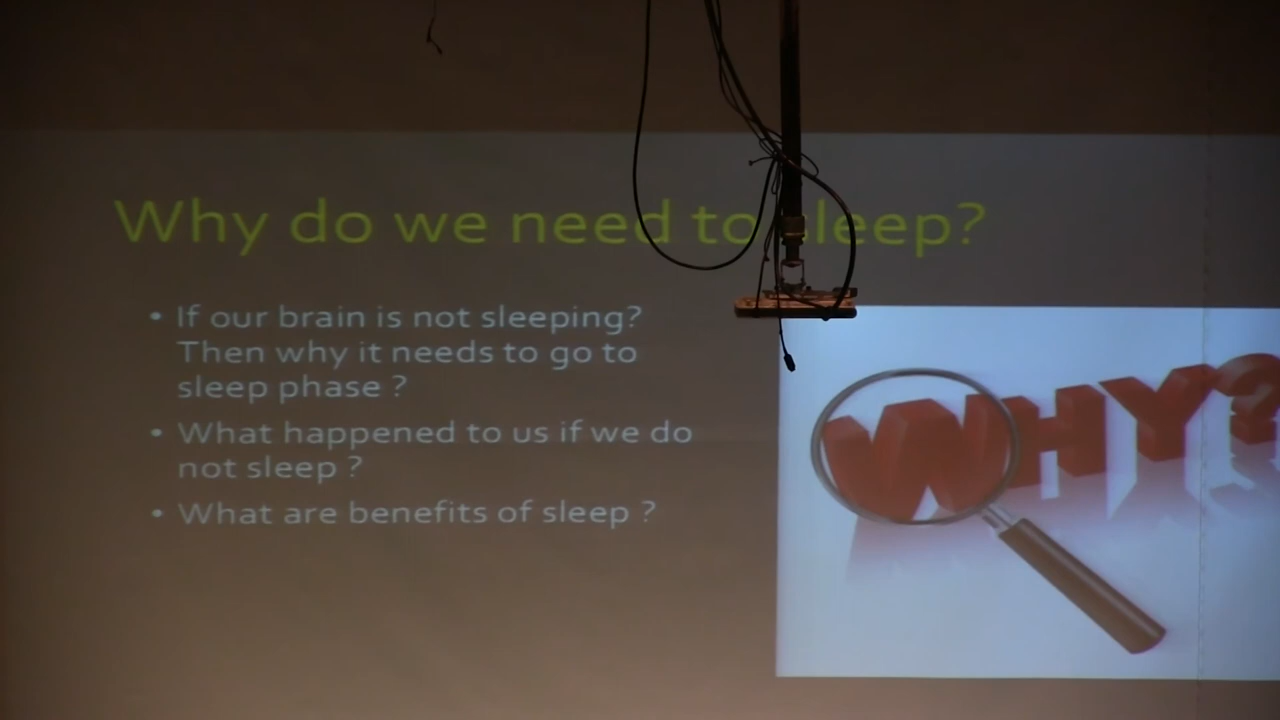 Why do we need to sleep?
• If our brain is not sleeping?
Then why it needs to go to
sleep phase ?
• What happened to us if we do
not sleep ?
• What are benefits of sleep ?
WHY?